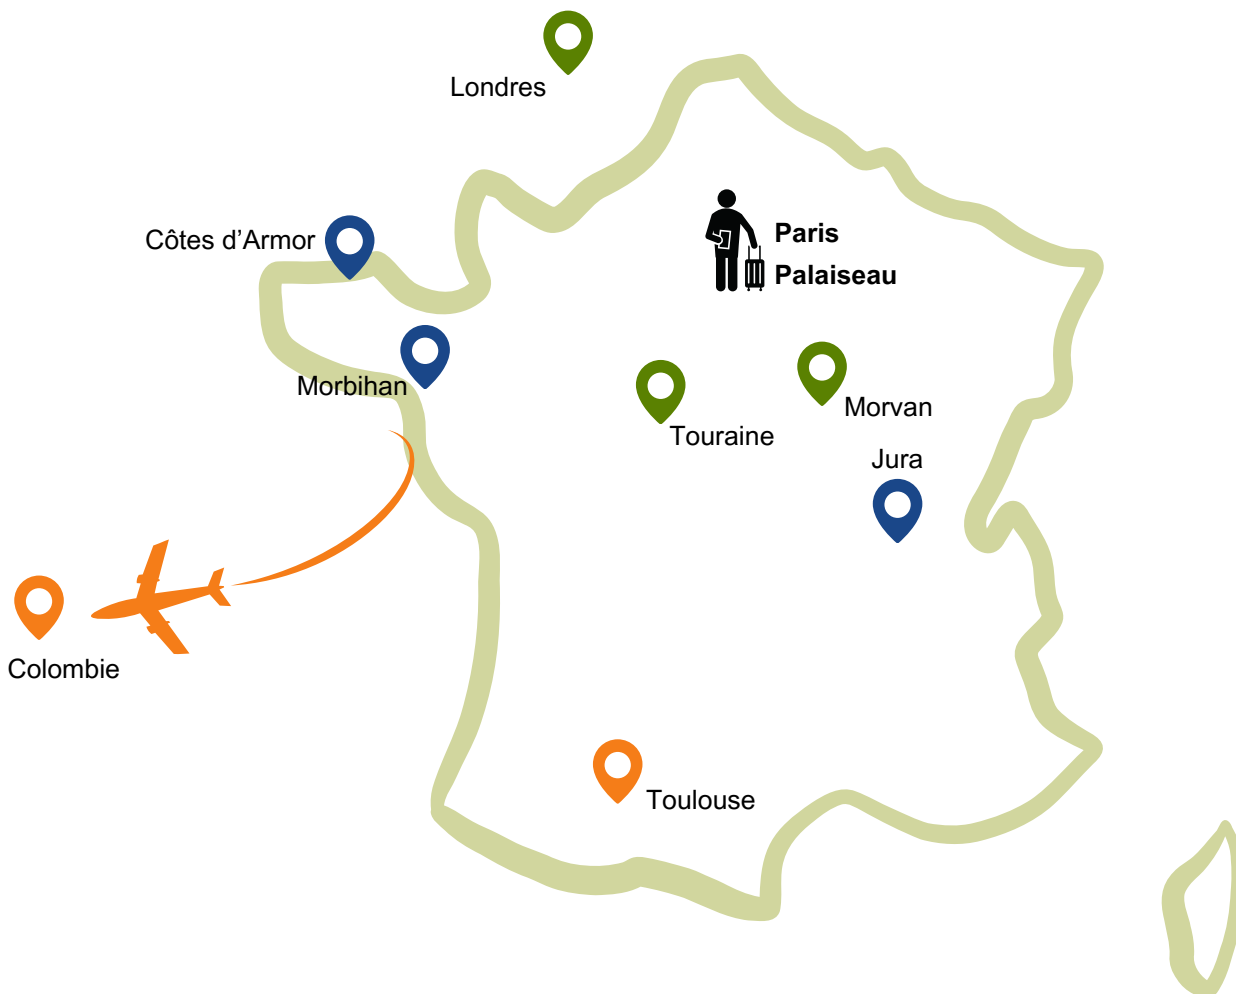 Londres
Côtes d’Armor
Paris
Palaiseau
Morbihan
Morvan
Touraine
Jura
Colombie
Toulouse